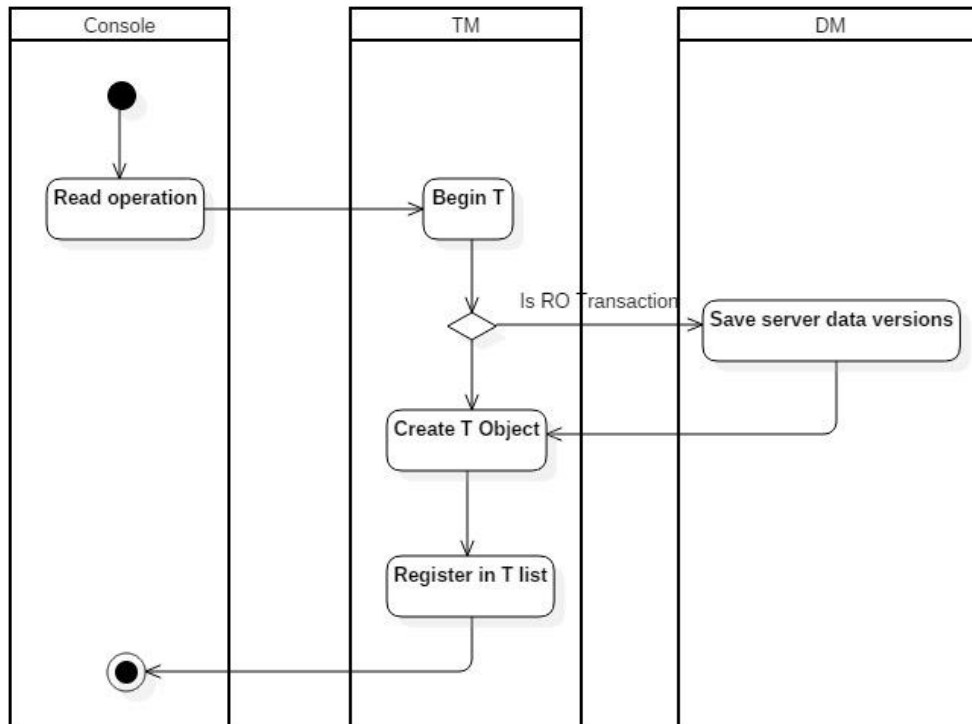 Console
TM
DM
Read operation
Begin T
Is RO Transaction
Save server data versions
Create T Object
Register in T list